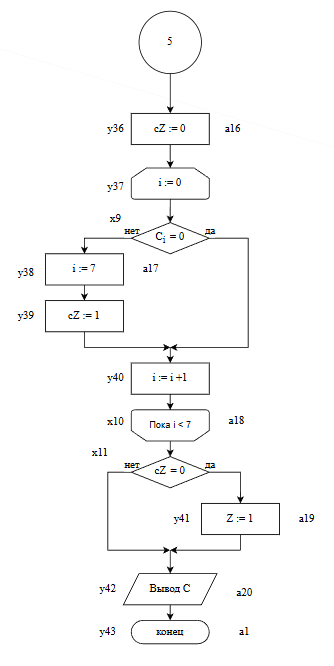 5
y36 cZ := 0 a16
y37 i := 0
x9
нет Ci = 0 да
y38 i := 7 a17
y39 cZ := 1
y40 i := i +1
x10 Пока i < 7 a18
x11
нет cZ = 0 да
y41 Z := 1 a19
y42 Вывод C a20
y43 конец a1